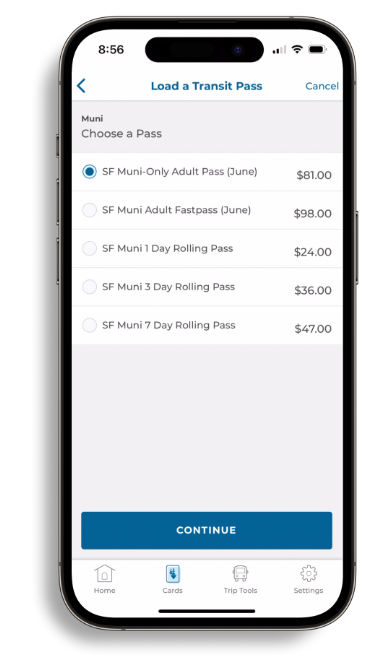 8:56
Load a Transit Pass Cancel
Muni
Choose a Pass
SF Muni-Only Adult Pass (June) $81.00
SF Muni Adult Fastpass (June) $98.00
SF Muni 1 Day Rolling Pass $24.00
SF Muni 3 Day Rolling Pass $36.00
SF Muni 7 Day Rolling Pass $47.00
CONTINUE
Home Cards Trip Tools Settings